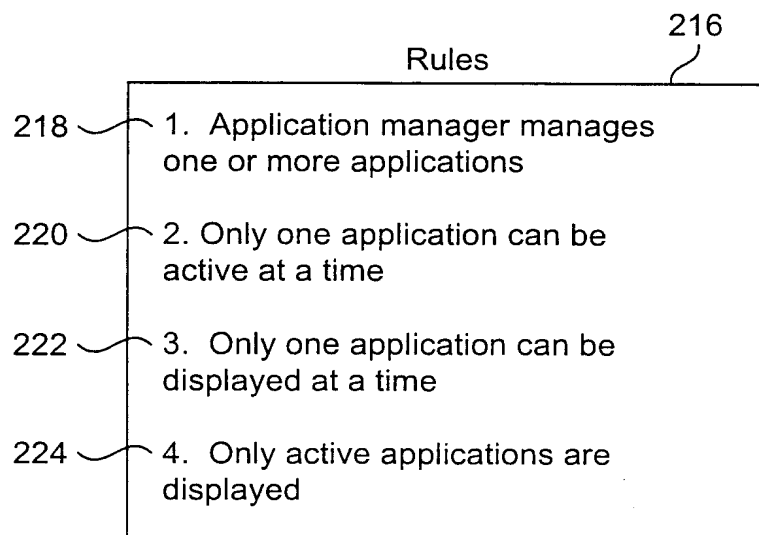 216
Rules
218 1. Application manager manages
one or more applications
220 2. Only one application can be
active at a time
222 3. Only one application can be
displayed at a time
224 4. Only active applications are
displayed